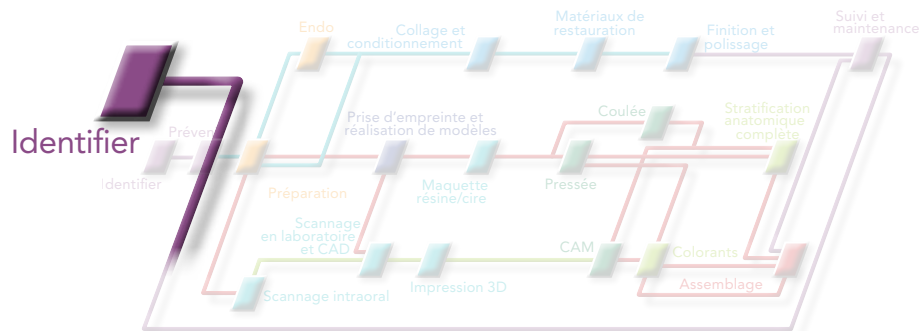 Endo
Collage et
conditionnement
Matériaux de
restauration
Finition et
polissage
Suivi et
maintenance
Identifier
Préven
Identifier
Préparation
Prise d'empreinte et
réalisation de modèles
Maquette
résine/cire
Coulée
Pressée
Stratification
anatomique
complète
Scannage
en laboratoire
et CAD
Scannage intraoral
Impression 3D
CAM
Colorants
Assemblage